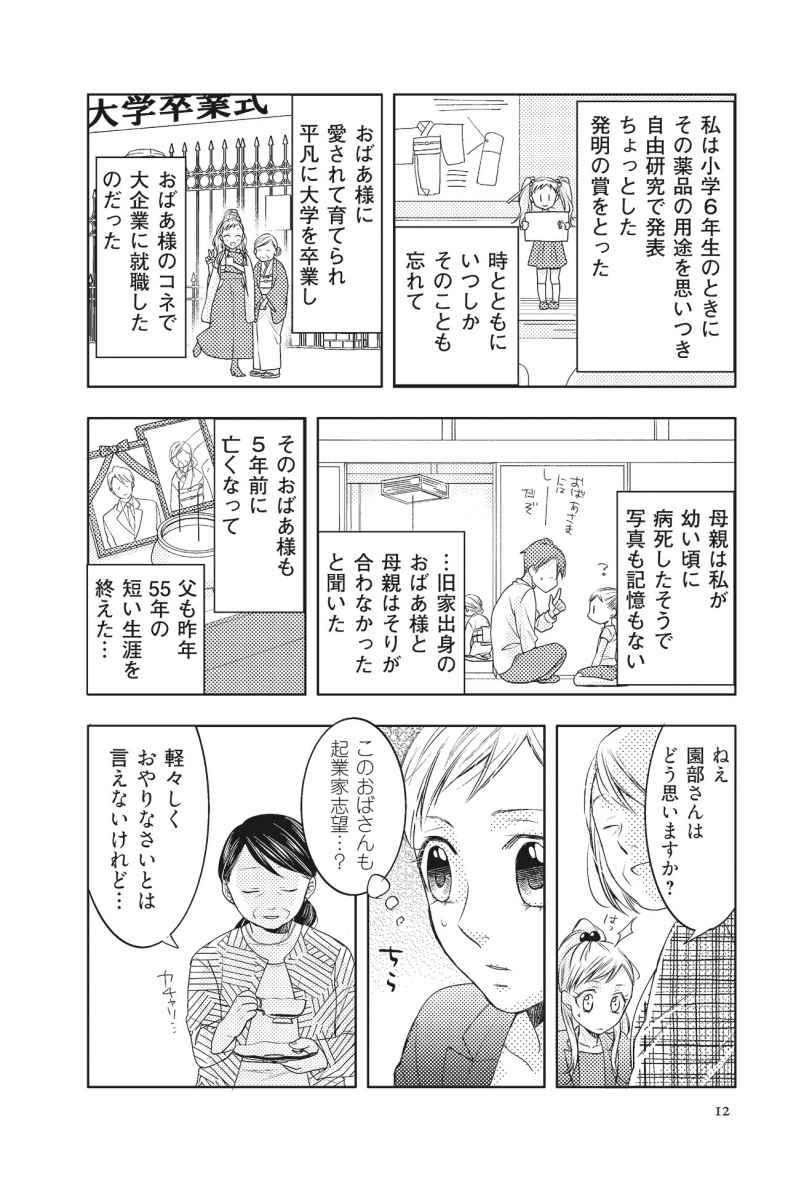 私は小学6年生のときに
その薬品の用途を思いつき
自由研究で発表
ちょっとした
発明の賞をとった
時とともに
いつしか
そのことも
忘れて
大学卒業式
おばあ様に
愛されて育てられ
平凡に大学を卒業し
おばあ様のコネで
大企業に就職した
のだった
母親は私が
幼い頃に
病死したそうで
写真も記憶もない
おばあさま
には
しー
だぞ
?
…旧家出身の
おばあ様と
母親はそりが
合わなかった
と聞いた
そのおばあ様も
5年前に
亡くなって
父も昨年
55年の
短い生涯を
終えた…
ねえ
園部さんは
どう思いますか?
はっ
このおばさんも
起業家志望…?
ちら
軽々しく
おやりなさいとは
言えないけれど…
カチャリ…
12